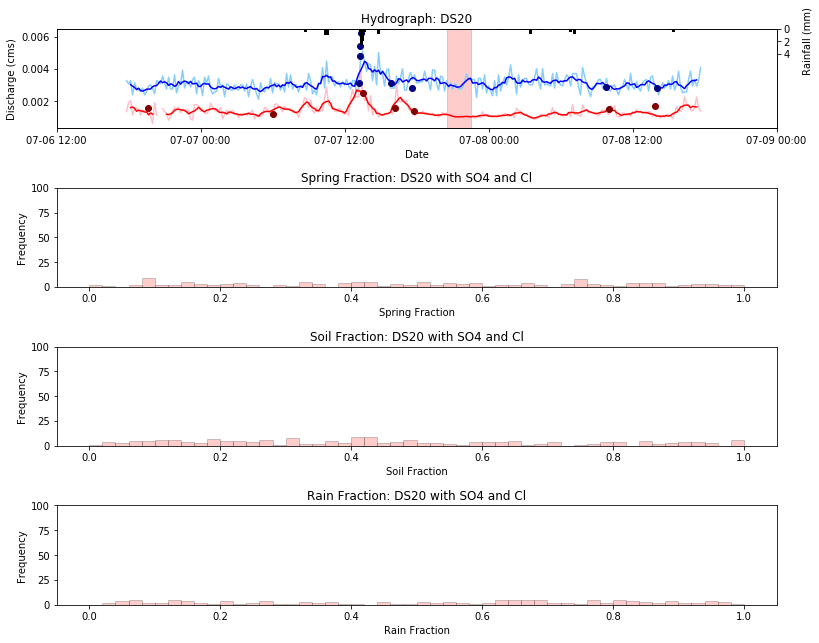 Hydrograph: DS20
0.006
0.004
0.002
Discharge (cms)
0
2
4
Rainfall (mm)
07-06 12:00 07-07 00:00 07-07 12:00 07-08 00:00 07-08 12:00 07-09 00:00
Date
Spring Fraction: DS20 with SO4 and Cl
100
75
50
25
0
Frequency
0.0 0.2 0.4 0.6 0.8 1.0
Spring Fraction
Soil Fraction: DS20 with SO4 and Cl
100
75
50
25
0
Frequency
0.0 0.2 0.4 0.6 0.8 1.0
Soil Fraction
Rain Fraction: DS20 with SO4 and Cl
100
75
50
25
0
Frequency
0.0 0.2 0.4 0.6 0.8 1.0
Rain Fraction